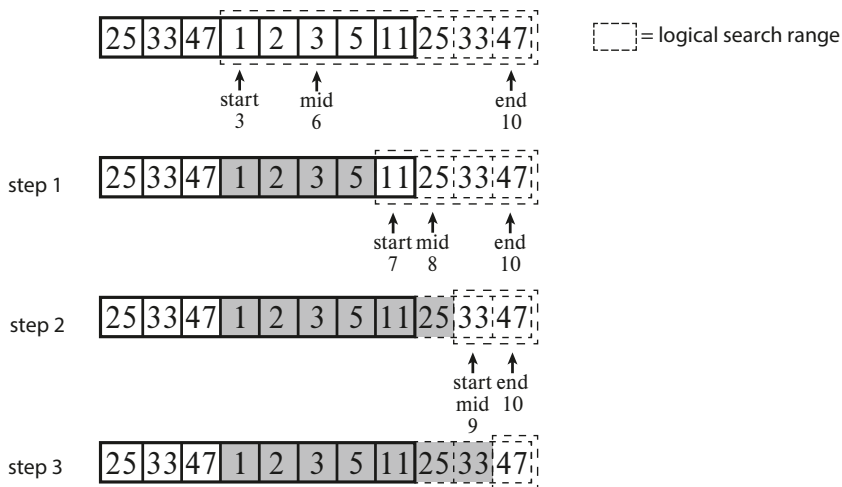 25 33 47 1 2 3 5 11 25 33 47 = logical search range
start mid end
3 6 10
step 1 25 33 47 1 2 3 5 11 25 33 47
start mid end
7 8 10
step 2 25 33 47 1 2 3 5 11 25 33 47
start end
mid 10
9
step 3 25 33 47 1 2 3 5 11 25 33 47